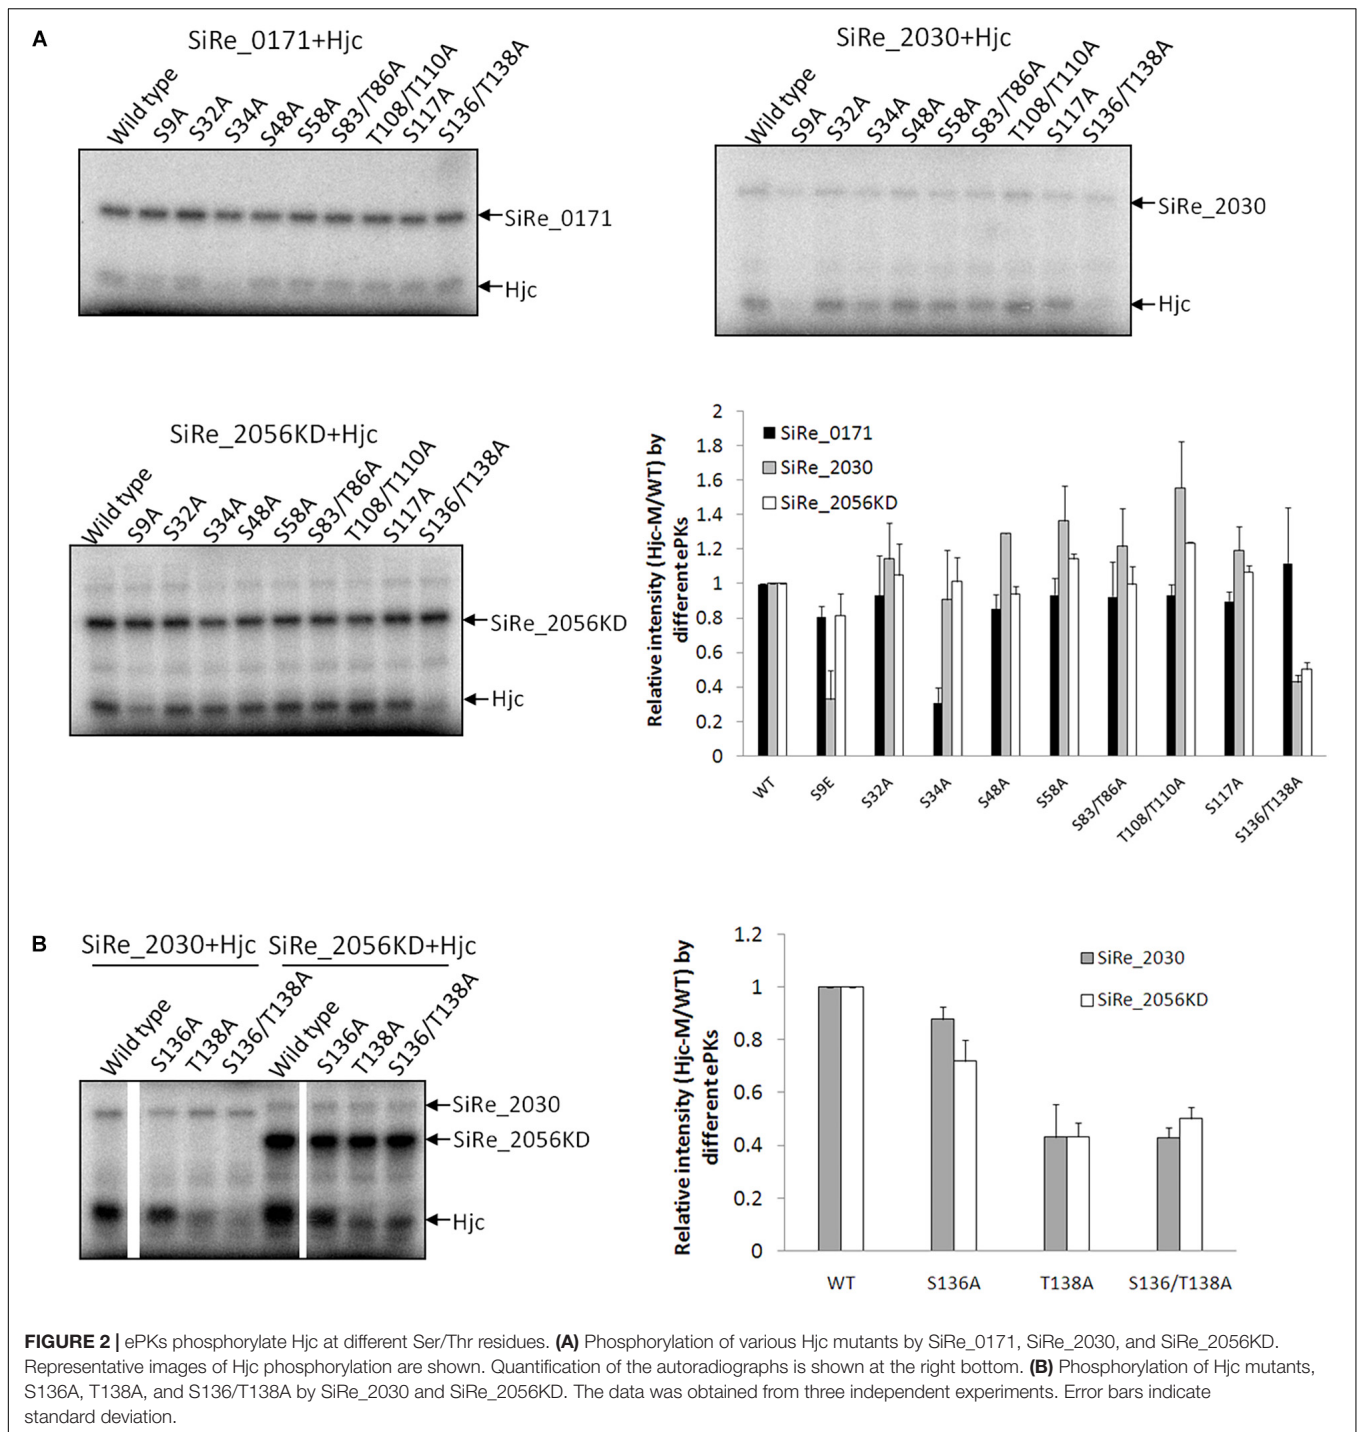 A
SiRe_0171+Hjc
Wild type
S9A
S32A
S34A
S48A
S58A
S83/T86A
T108/T110A
S117A
S136/T138A
SiRe_0171
Hjc
SiRe_2030+Hjc
Wild type
S9A
S32A
S34A
S48A
S58A
S83/T86A
T108/T110A
S117A
S136/T138A
SiRe_2030
Hjc
SiRe_2056KD+Hjc
Wild type
S9A
S32A
S34A
S48A
S58A
S83/T86A
T108/T110A
S117A
S136/T138A
SiRe_2056KD
Hjc
Relative intensity (Hjc-M/WT) by
different ePKs
2
1.8
1.6
1.4
1.2
1
0.8
0.6
0.4
0.2
0
SiRe_0171
SiRe_2030
SiRe_2056KD
WT
S9E
S32A
S34A
S48A
S58A
S83/T86A
T108/T110A
S117A
S136/T138A
B
SiRe_2030+Hjc
SiRe_2056KD+Hjc
Wild type
S136A
T138A
S136/T138A
Wild type
S136A
T138A
S136/T138A
SiRe_2030
SiRe_2056KD
Hjc
Relative intensity (Hjc-M/WT) by
different ePKs
1.2
1
0.8
0.6
0.4
0.2
0
SiRe_2030
SiRe_2056KD
WT
S136A
T138A
S136/T138A
FIGURE 2 | ePKs phosphorylate Hjc at different Ser/Thr residues. (A) Phosphorylation of various Hjc mutants by SiRe_0171, SiRe_2030, and SiRe_2056KD.
Representative images of Hjc phosphorylation are shown. Quantification of the autoradiographs is shown at the right bottom. (B) Phosphorylation of Hjc mutants,
S136A, T138A, and S136/T138A by SiRe_2030 and SiRe_2056KD. The data was obtained from three independent experiments. Error bars indicate
standard deviation.